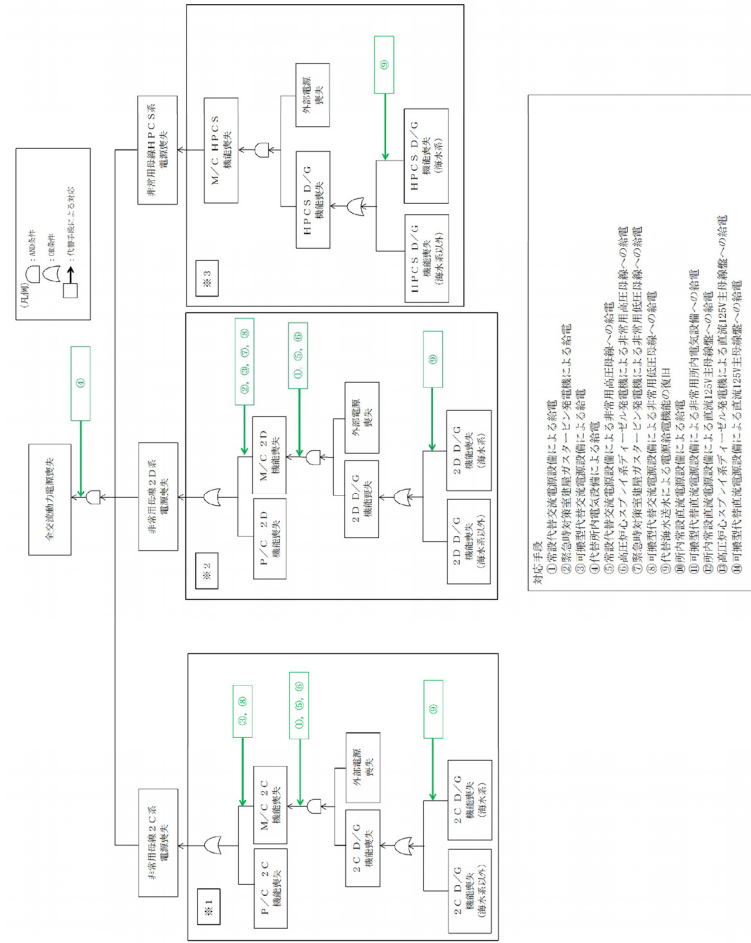 (凡例)
：AND条件
：OR条件
：代替手段による対応
全交流動力電源喪失
④
非常用母線２Ｃ系
電源喪失
非常用母線２Ｄ系
電源喪失
非常用母線ＨＰＣＳ系
電源喪失
※１
Ｐ／Ｃ ２Ｃ
機能喪失
Ｍ／Ｃ ２Ｃ
機能喪失
③，⑧
①，⑤，⑥
２Ｃ Ｄ／Ｇ
機能喪失
外部電源
喪失
⑨
２Ｃ Ｄ／Ｇ
機能喪失
(海水系以外)
２Ｃ Ｄ／Ｇ
機能喪失
(海水系)
※２
Ｐ／Ｃ ２Ｄ
機能喪失
Ｍ／Ｃ ２Ｄ
機能喪失
②，③，⑦，⑧
①，⑤，⑥
２Ｄ Ｄ／Ｇ
機能喪失
外部電源
喪失
⑨
２Ｄ Ｄ／Ｇ
機能喪失
(海水系以外)
２Ｄ Ｄ／Ｇ
機能喪失
(海水系)
※３
Ｍ／Ｃ ＨＰＣＳ
機能喪失
ＨＰＣＳ Ｄ／Ｇ
機能喪失
外部電源
喪失
⑨
ＨＰＣＳ Ｄ／Ｇ
機能喪失
(海水系以外)
ＨＰＣＳ Ｄ／Ｇ
機能喪失
(海水系)
対応手段
①常設代替交流電源設備による給電
②緊急時対策室建屋ガスタービン発電機による給電
③可搬型代替交流電源設備による給電
④代替所内電気設備による給電
⑤常設代替交流電源設備による非常用高圧母線への給電
⑥高圧炉心スプレイ系ディーゼル発電機による非常用高圧母線への給電
⑦緊急時対策室建屋ガスタービン発電機による非常用低圧母線への給電
⑧可搬型代替交流電源設備による非常用低圧母線への給電
⑨代替海水送水による電源給電機能の復旧
⑩所内常設直流電源設備による給電
⑪可搬型代替直流電源設備による非常用所内電気設備への給電
⑫所内常設直流電源設備による直流125V主母線盤への給電
⑬高圧炉心スプレイ系ディーゼル発電機による直流125V主母線盤への給電
⑭可搬型代替直流電源設備による直流125V主母線盤への給電